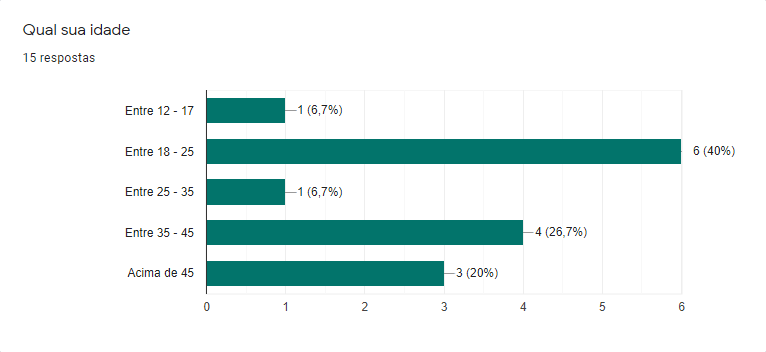 Qual sua idade
15 respostas
Entre 12 - 17
1 (6,7%)
Entre 18 - 25
6 (40%)
Entre 25 - 35
1 (6,7%)
Entre 35 - 45
4 (26,7%)
Acima de 45
3 (20%)
0 1 2 3 4 5 6